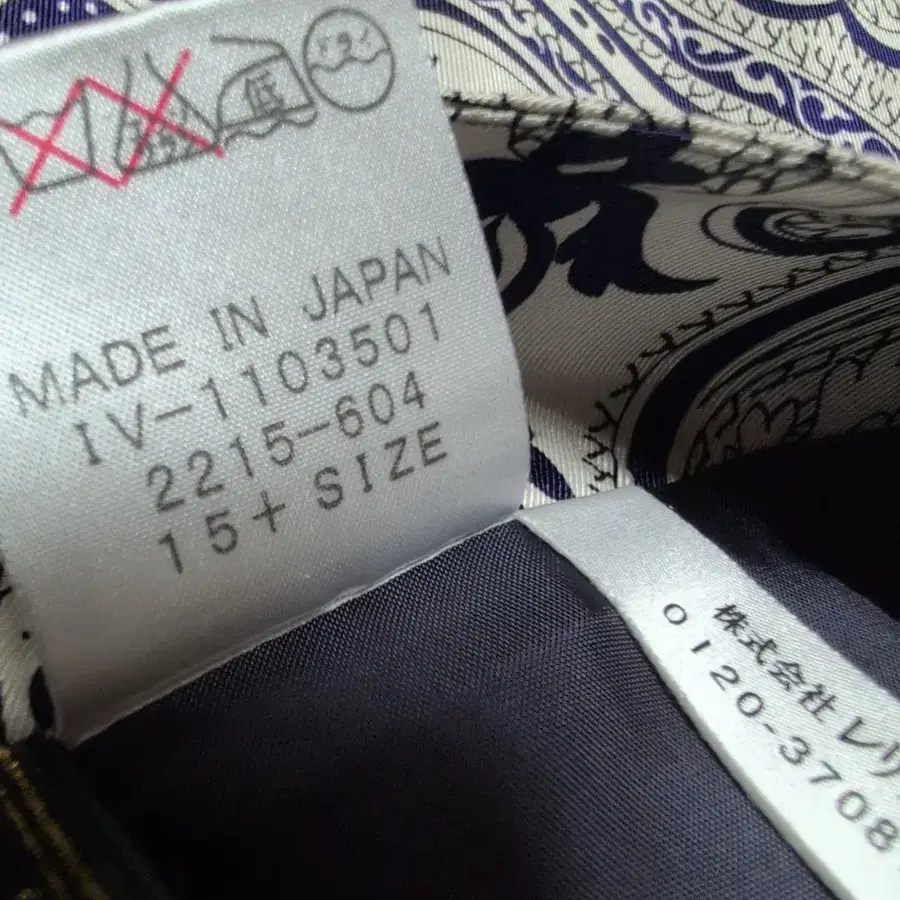 低
ドライ
MADE IN JAPAN
IV-1103501
2215-604
15+ SIZE
株式会社レリ
0120-3708